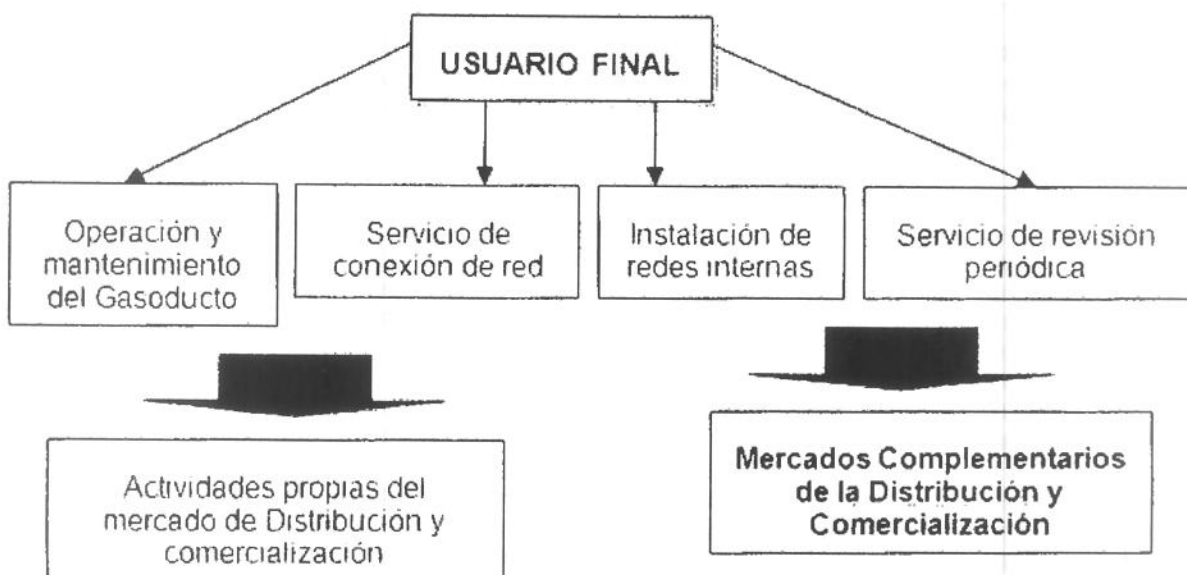 USUARIO FINAL
Operación y
mantenimiento
del Gasoducto
Servicio de
conexión de red
Instalación de
redes internas
Servicio de revisión
periódica
Actividades propias del
mercado de Distribución y
comercialización
Mercados Complementarios
de la Distribución y
Comercialización